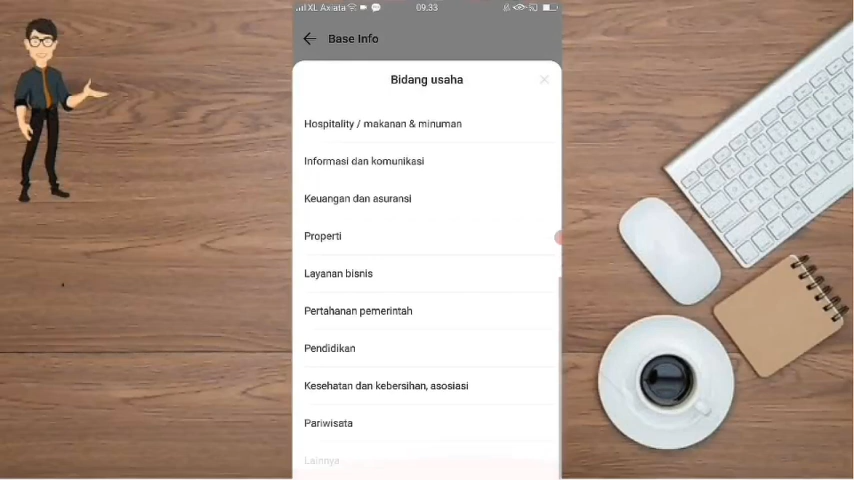 XL Axiata 09.33
Base Info
Bidang usaha
Hospitality / makanan & minuman
Informasi dan komunikasi
Keuangan dan asuransi
Properti
Layanan bisnis
Pertahanan pemerintah
Pendidikan
Kesehatan dan kebersihan, asosiasi
Pariwisata
Lainnya